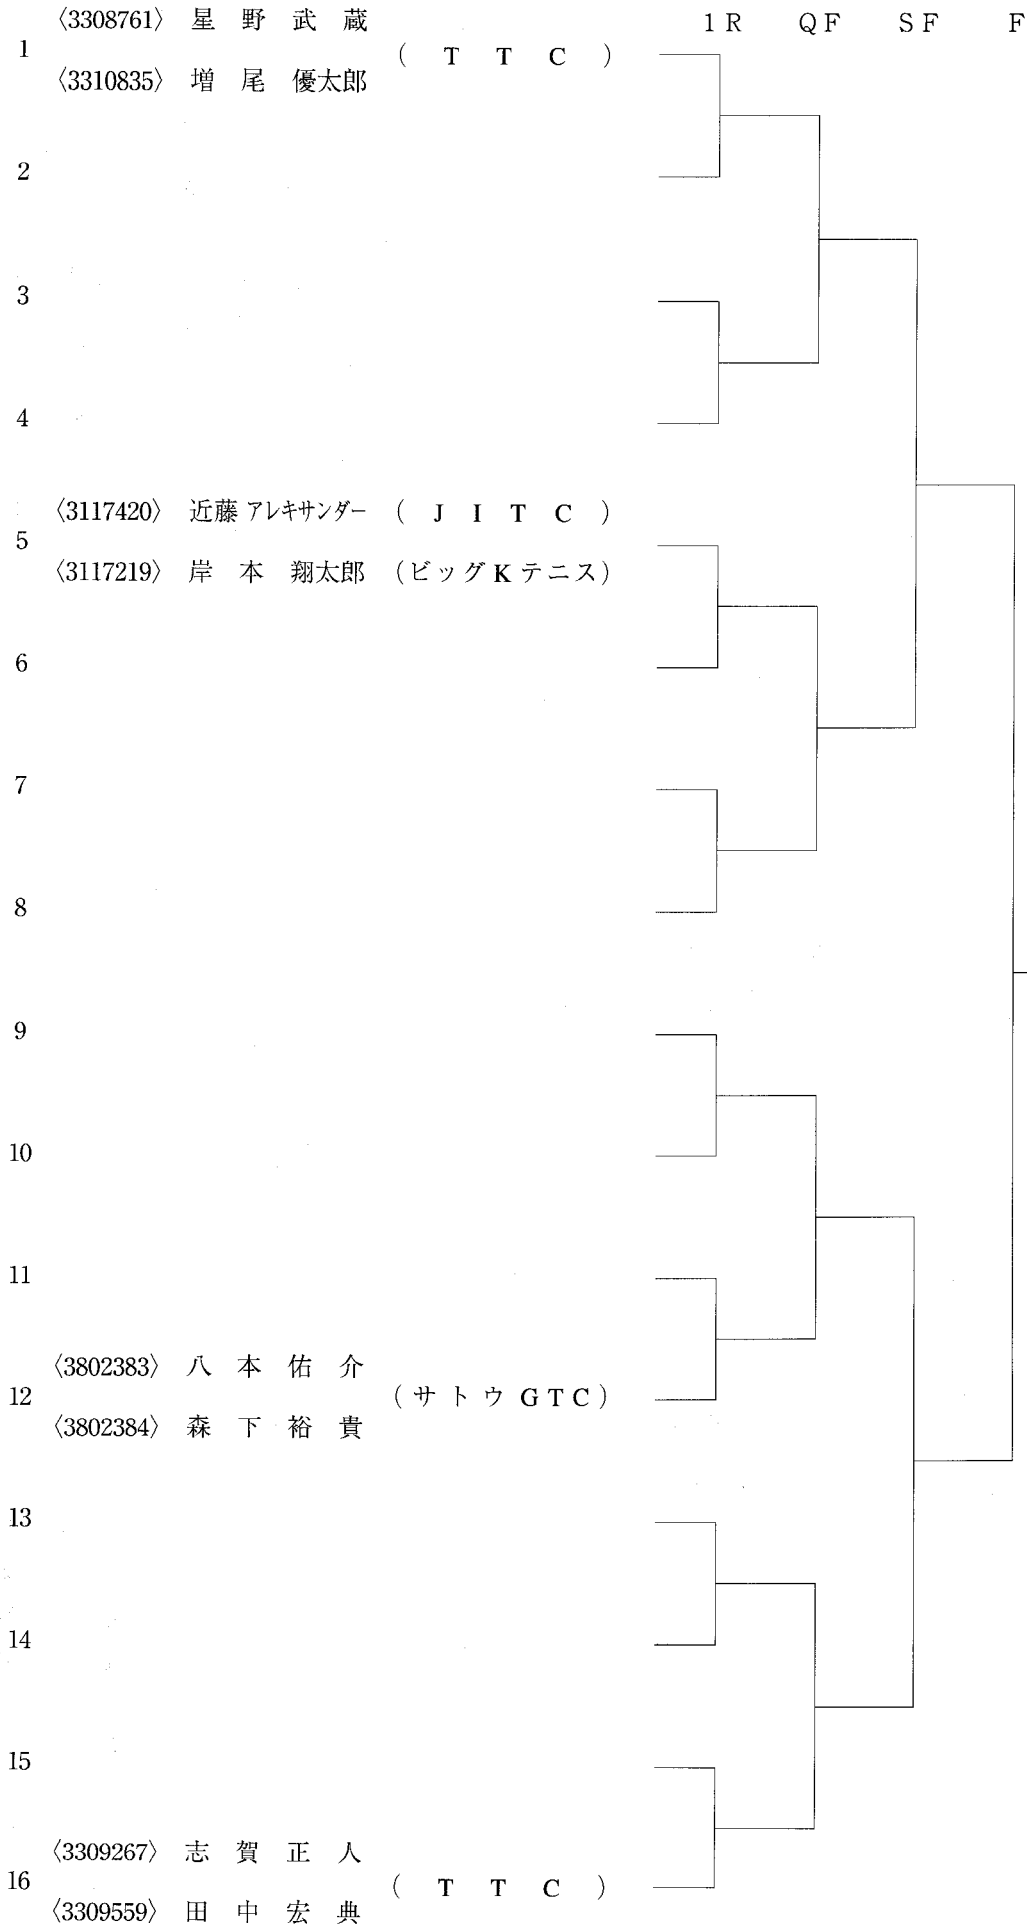 〈3308761〉 星 野 武 蔵 1R QF SF F
1 ( T T C )
〈3310835〉 増 尾 優太郎
2
3
4
〈3117420〉 近藤 アレキサンダー ( J I T C )
5
〈3117219〉 岸 本 翔太郎 (ビッグKテニス)
6
7
8
9
10
11
〈3802383〉 八 本 佑 介
12 (サトウGTC)
〈3802384〉 森 下 裕 貴
13
14
15
〈3309267〉 志 賀 正 人
16 ( T T C )
〈3309559〉 田 中 宏 典